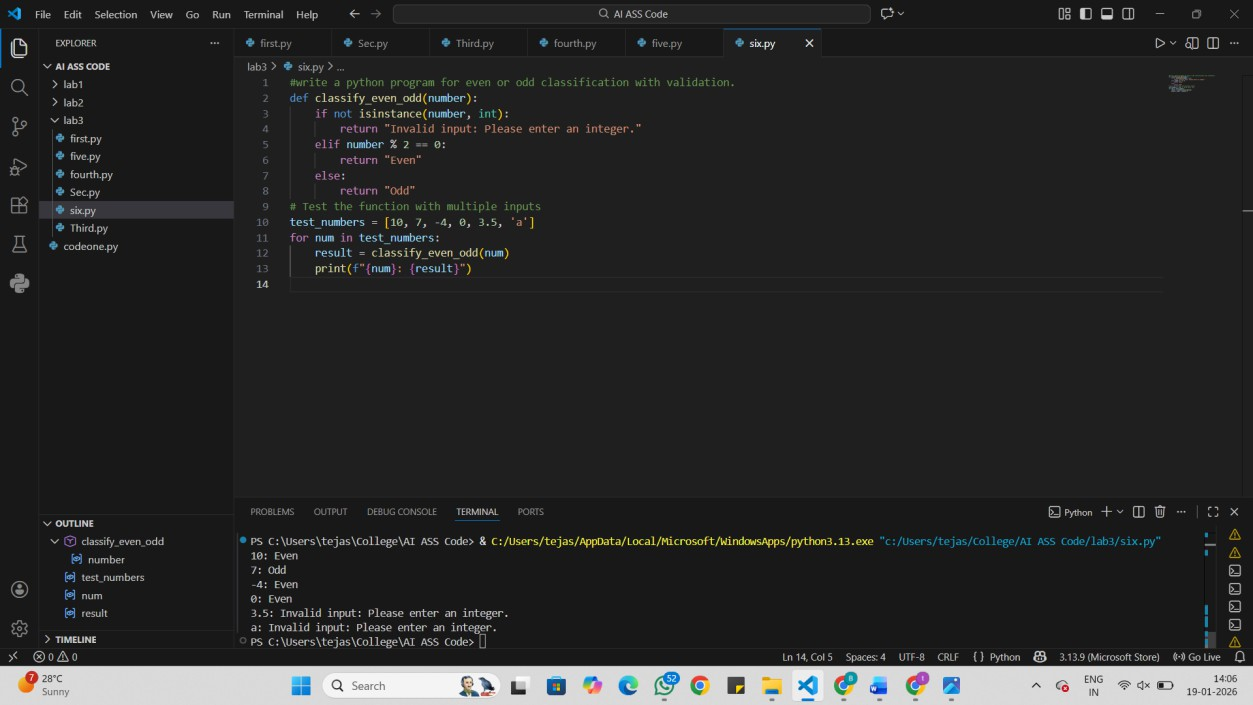 File Edit Selection View Go Run Terminal Help
AI ASS Code
EXPLORER
AI ASS CODE
lab1
lab2
lab3
first.py
five.py
fourth.py
Sec.py
six.py
Third.py
codeone.py
OUTLINE
classify_even_odd
number
test_numbers
num
result
TIMELINE
first.py Sec.py Third.py fourth.py five.py six.py
lab3 > six.py > ...
1 #write a python program for even or odd classification with validation.
2 def classify_even_odd(number):
3     if not isinstance(number, int):
4         return "Invalid input: Please enter an integer."
5     elif number % 2 == 0:
6         return "Even"
7     else:
8         return "Odd"
9 # Test the function with multiple inputs
10 test_numbers = [10, 7, -4, 0, 3.5, 'a']
11 for num in test_numbers:
12     result = classify_even_odd(num)
13     print(f"{num}: {result}")
14
PROBLEMS OUTPUT DEBUG CONSOLE TERMINAL PORTS
Python
PS C:\Users\tejas\College\AI ASS Code> & C:/Users/tejas/AppData/Local/Microsoft/WindowsApps/python3.13.exe "c:/Users/tejas/College/AI ASS Code/lab3/six.py"
10: Even
7: Odd
-4: Even
0: Even
3.5: Invalid input: Please enter an integer.
a: Invalid input: Please enter an integer.
PS C:\Users\tejas\College\AI ASS Code>
0 0 Ln 14, Col 5 Spaces: 4 UTF-8 CRLF { } Python 3.13.9 (Microsoft Store) Go Live
7 28°C
Sunny
Search
52
8
1
ENG
IN
14:06
19-01-2026